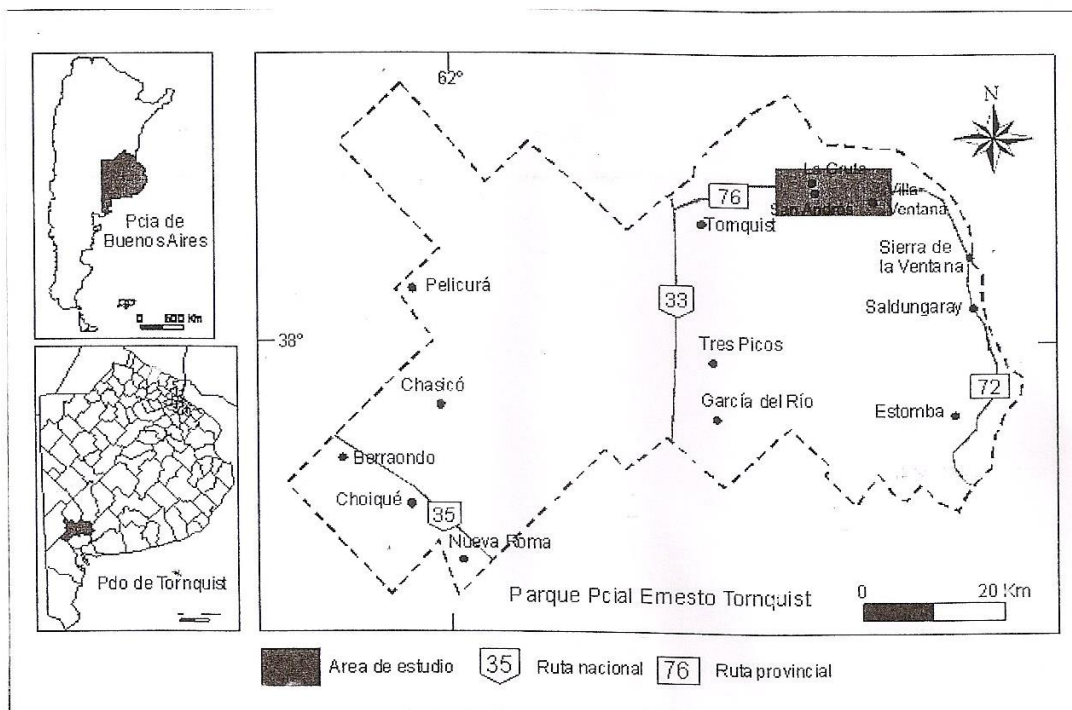 Pcia de
Buenos Aires
0 600 Km
Pdo de Tornquist
62°
38°
N
La Gruta
76
San Andrés
Villa
Ventana
Tornquist
Sierra de
la Ventana
Pelicurá
33
Saldungaray
Tres Picos
Chasicó
72
García del Río
Estomba
Berraondo
Choiqué
35
Nueva Roma
Parque Pcial Ernesto Tornquist
0 20 Km
Area de estudio
35 Ruta nacional
76 Ruta provincial